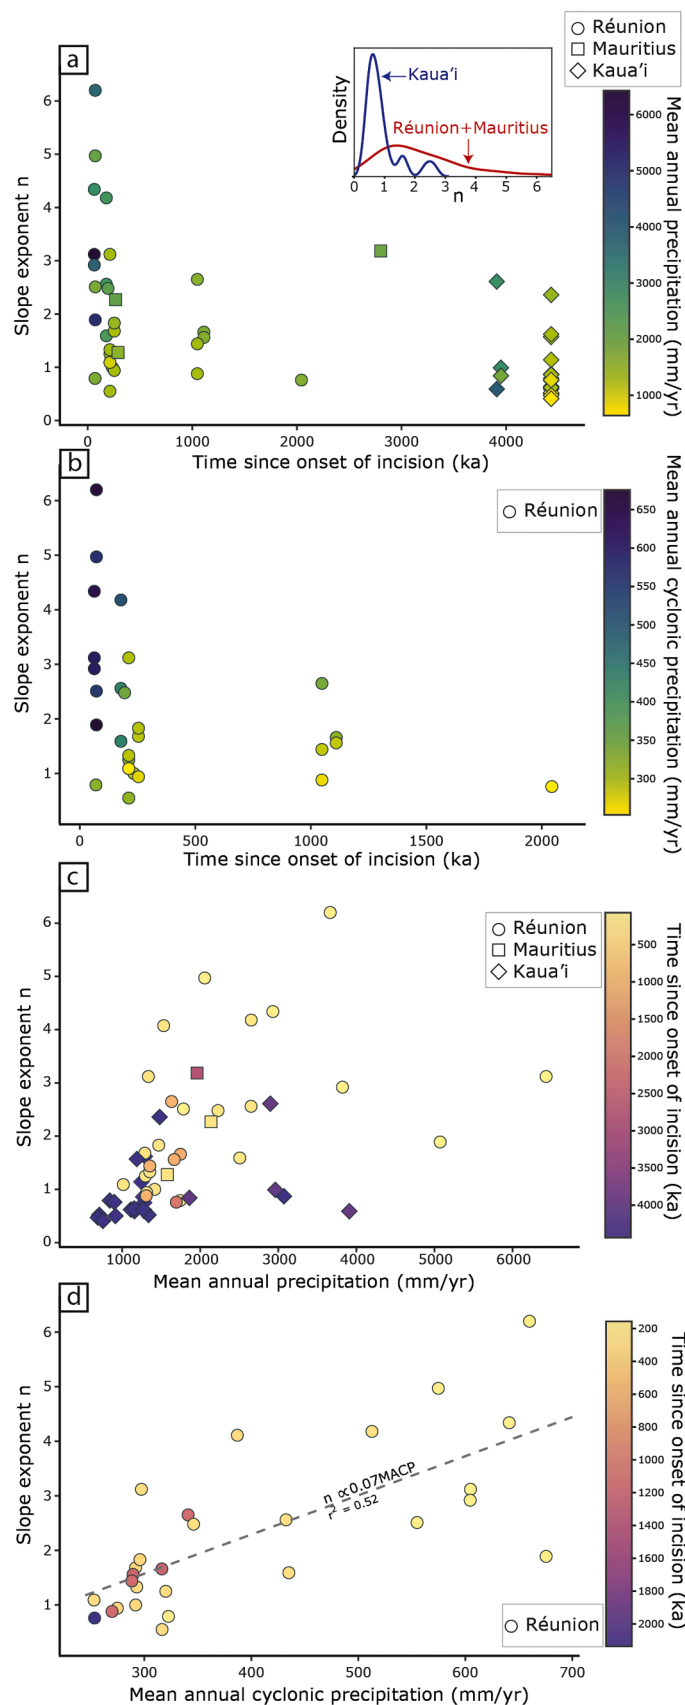 a
Réunion
Mauritius
Kaua’i
Density
Kaua’i
Réunion+Mauritius
0 1 2 3 4 5 6
n
Slope exponent n
6
5
4
3
2
1
0
0 1000 2000 3000 4000
Time since onset of incision (ka)
6000
5000
4000
3000
2000
1000
Mean annual precipitation (mm/yr)
b
Réunion
Slope exponent n
6
5
4
3
2
1
0 500 1000 1500 2000
Time since onset of incision (ka)
650
600
550
500
450
400
350
300
Mean annual cyclonic precipitation (mm/yr)
c
Réunion
Mauritius
Kaua’i
Slope exponent n
6
5
4
3
2
1
0
1000 2000 3000 4000 5000 6000
Mean annual precipitation (mm/yr)
500
1000
1500
2000
2500
3000
3500
4000
Time since onset of incision (ka)
d
Slope exponent n
6
5
4
3
2
1
n ∝0.07MACP
r² = 0.52
Réunion
300 400 500 600 700
Mean annual cyclonic precipitation (mm/yr)
200
400
600
800
1000
1200
1400
1600
1800
2000
Time since onset of incision (ka)